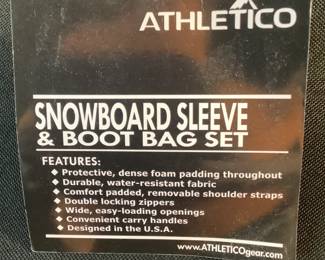 ATHLETICO
SNOWBOARD SLEEVE
& BOOT BAG SET
FEATURES:
◆ Protective, dense foam padding throughout
◆ Durable, water-resistant fabric
◆ Comfort padded, removable shoulder straps
◆ Double locking zippers
◆ Wide, easy-loading openings
◆ Convenient carry handles
◆ Designed in the U.S.A.
www.ATHLETICOgear.com